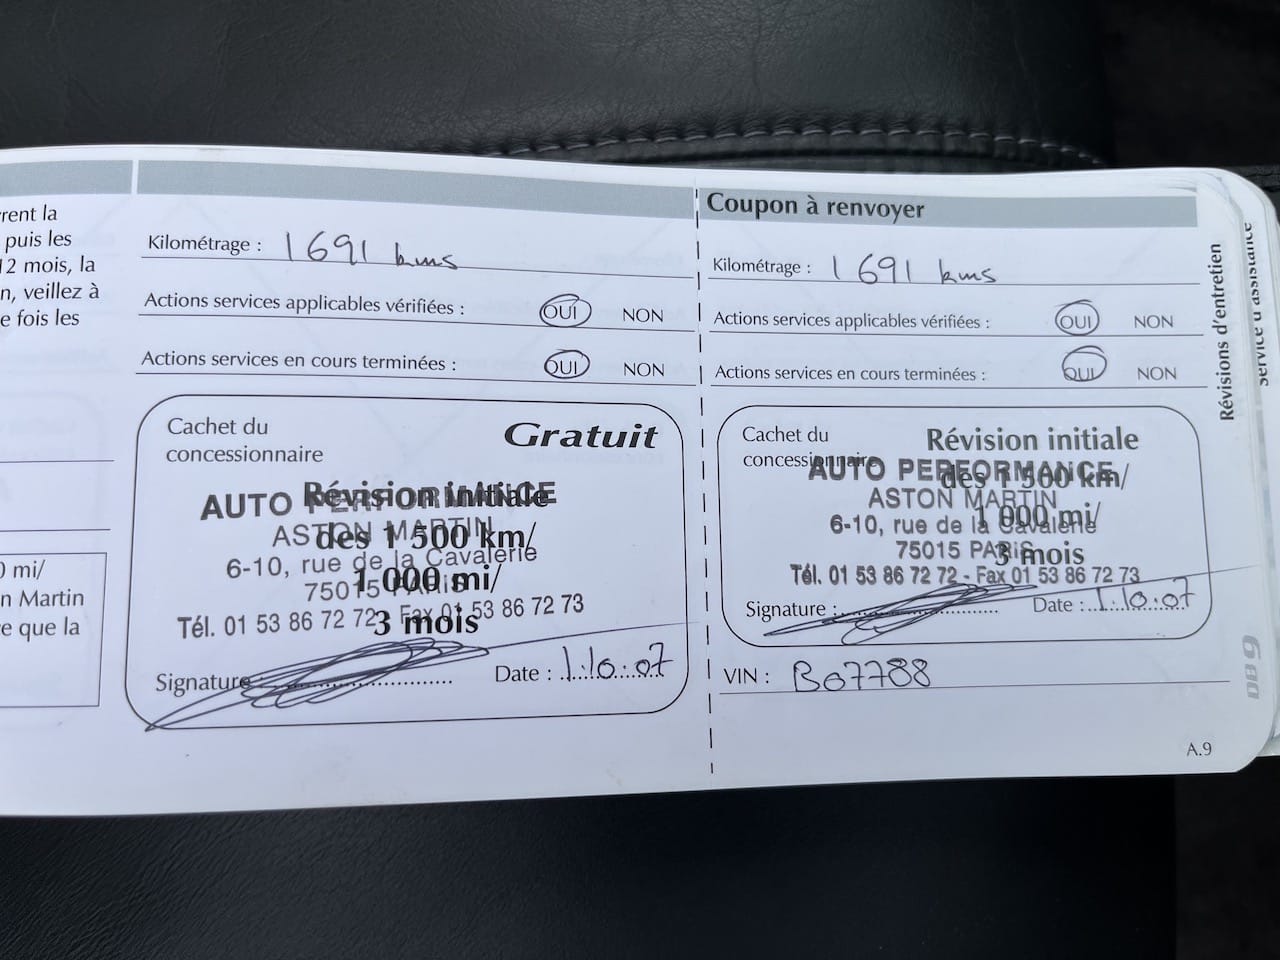 rent la
puis les
12 mois, la
n, veillez à
e fois les
0 mi/
n Martin
e que la
Kilométrage : 1691 kms
Actions services applicables vérifiées : OUI NON
Actions services en cours terminées : OUI NON
Cachet du
concessionnaire
Gratuit
Révision initiale
des 1 500 km/
1 000 mi/
3 mois
AUTO PERFORMANCE
ASTON MARTIN
6-10, rue de la Cavalerie
75015 PARIS
Tél. 01 53 86 72 72 - Fax 01 53 86 72 73
Signature : Date : 1.10.07
Coupon à renvoyer
Kilométrage : 1691 kms
Actions services applicables vérifiées : OUI NON
Actions services en cours terminées : OUI NON
Cachet du
concessionnaire
Révision initiale
des 1 500 km/
1 000 mi/
3 mois
AUTO PERFORMANCE
ASTON MARTIN
6-10, rue de la Cavalerie
75015 PARIS
Tél. 01 53 86 72 72 - Fax 01 53 86 72 73
Signature : Date : 1.10.07
VIN : B07788
A.9
Révisions d'entretien
Service d'assistance
DB9